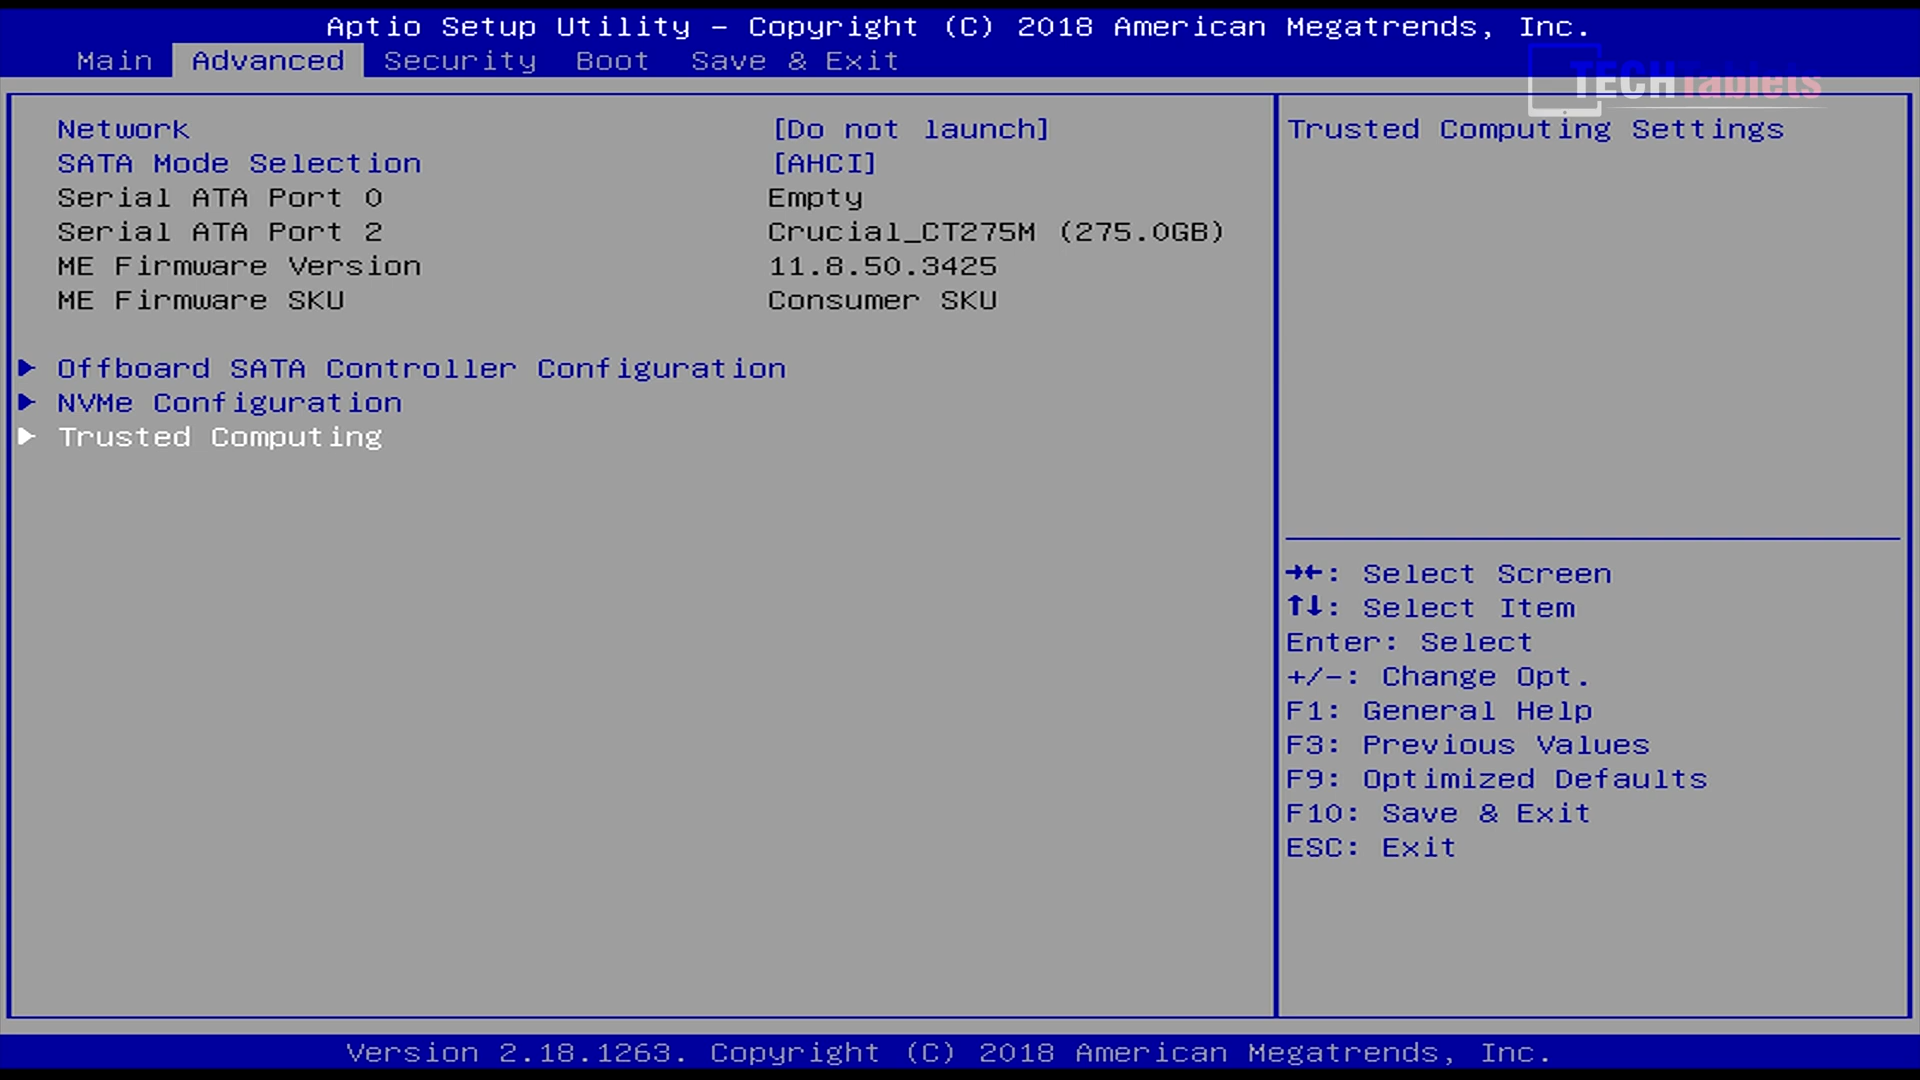 Aptio Setup Utility – Copyright (C) 2018 American Megatrends, Inc.
Main Advanced Security Boot Save & Exit
TECHTablets
Network [Do not launch]
SATA Mode Selection [AHCI]
Serial ATA Port 0 Empty
Serial ATA Port 2 Crucial_CT275M (275.0GB)
ME Firmware Version 11.8.50.3425
ME Firmware SKU Consumer SKU
► Offboard SATA Controller Configuration
► NVMe Configuration
► Trusted Computing
Trusted Computing Settings
→←: Select Screen
↑↓: Select Item
Enter: Select
+/–: Change Opt.
F1: General Help
F3: Previous Values
F9: Optimized Defaults
F10: Save & Exit
ESC: Exit
Version 2.18.1263. Copyright (C) 2018 American Megatrends, Inc.